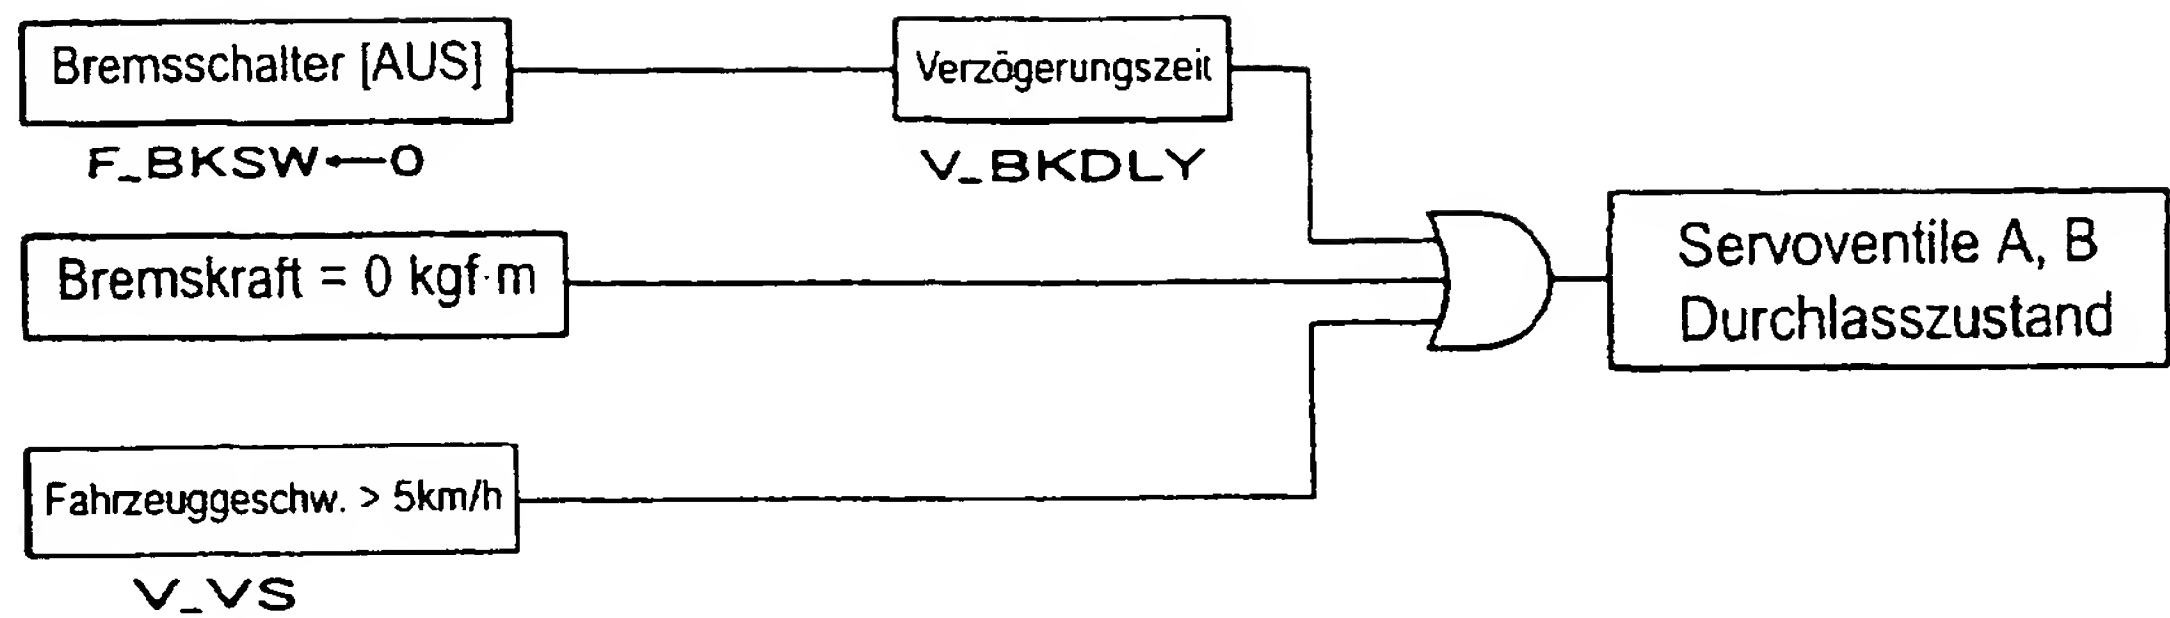 Bremsschalter [AUS]
Verzögerungszeit
F_BKSW←0
V_BKDLY
Bremskraft = 0 kgf·m
Servoventile A, B
Durchlasszustand
Fahrzeuggeschw. > 5km/h
V_VS